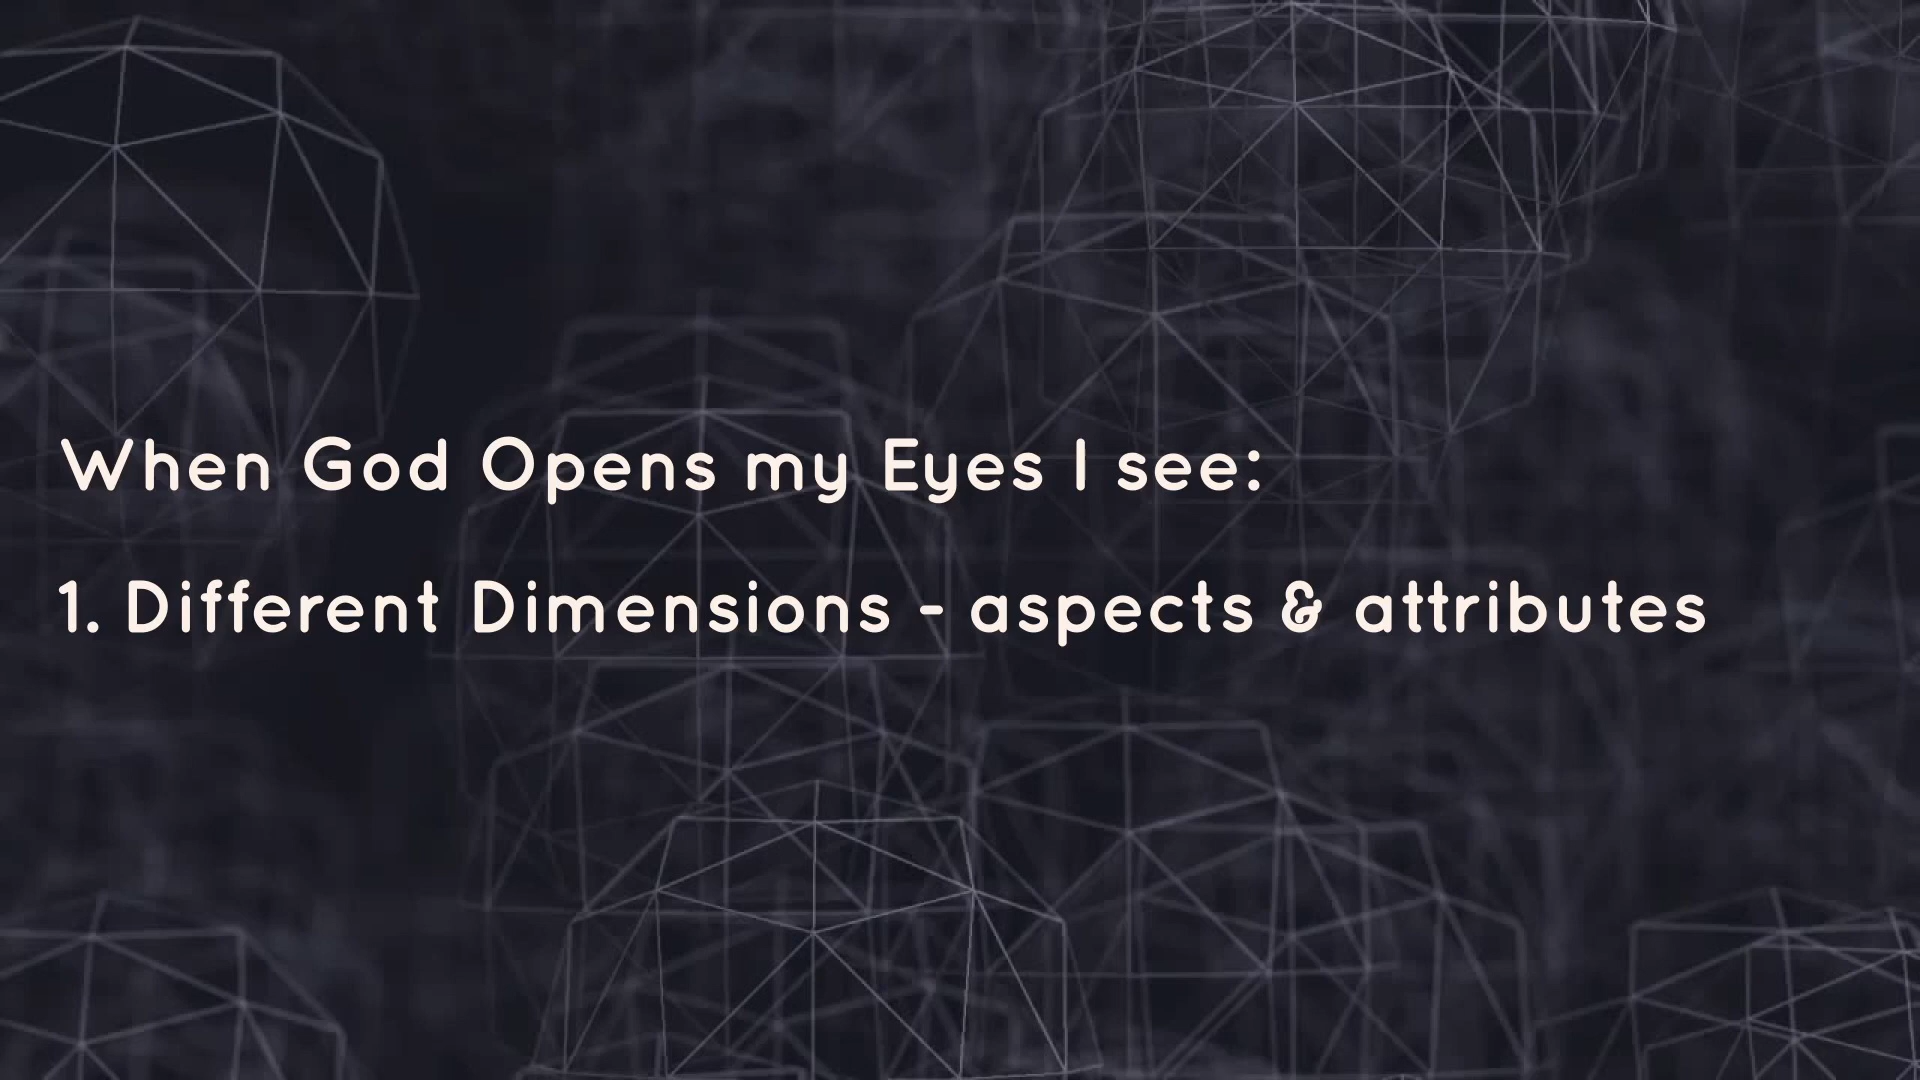 When God Opens my Eyes I see:
1. Different Dimensions - aspects & attributes